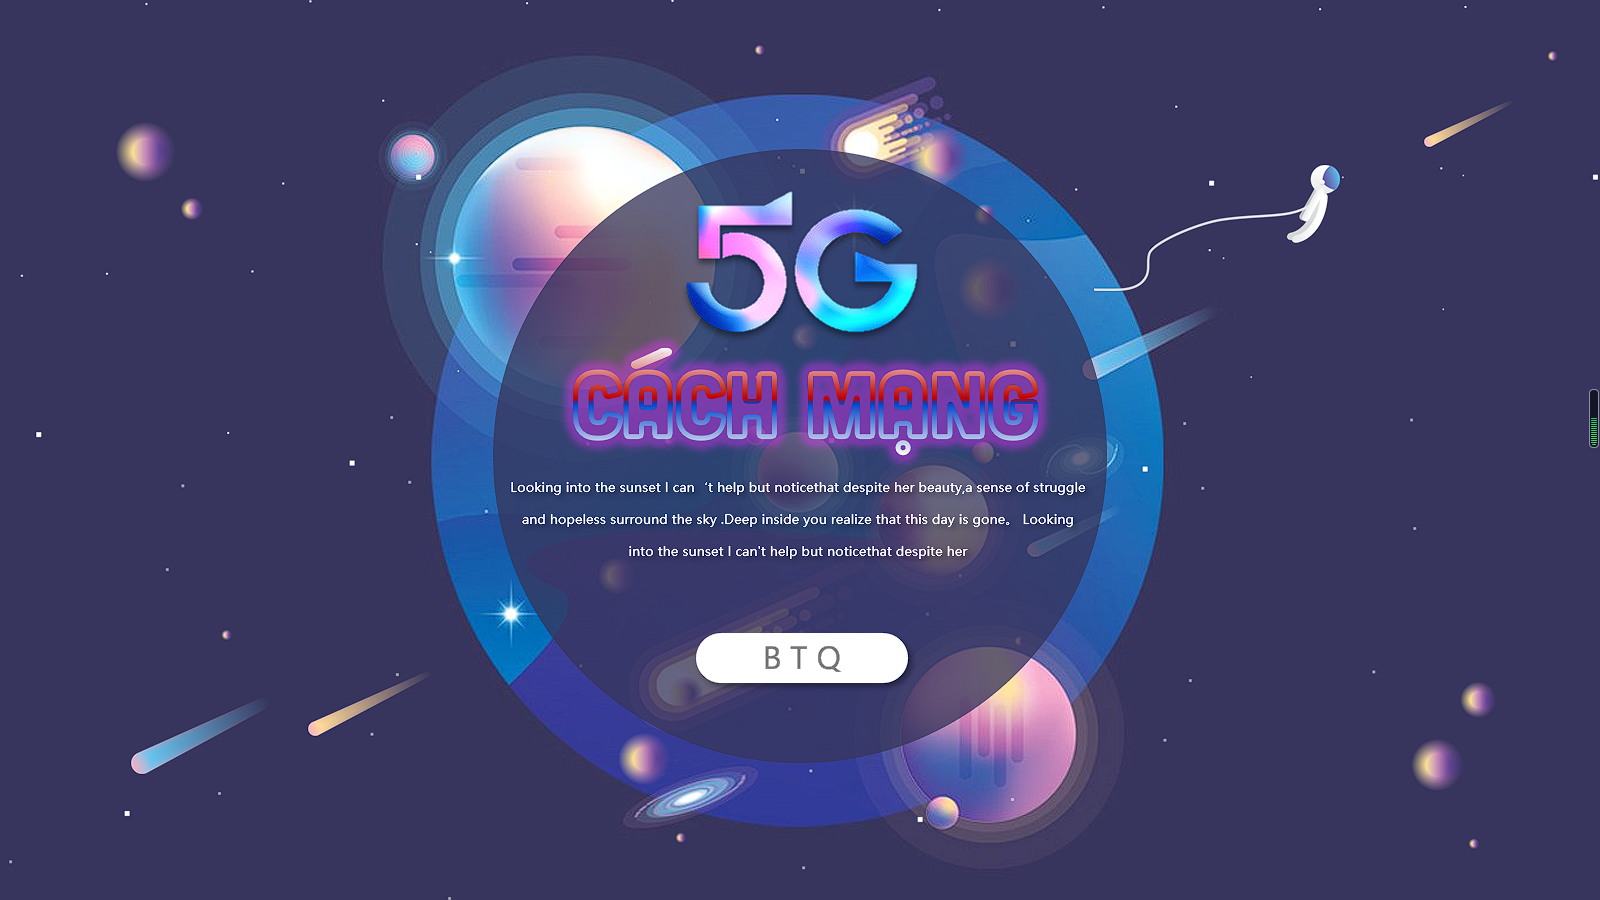 5G
CÁCH MẠNG
Looking into the sunset I can‘t help but noticethat despite her beauty,a sense of struggle
and hopeless surround the sky .Deep inside you realize that this day is gone。 Looking
into the sunset I can't help but noticethat despite her
BTQ